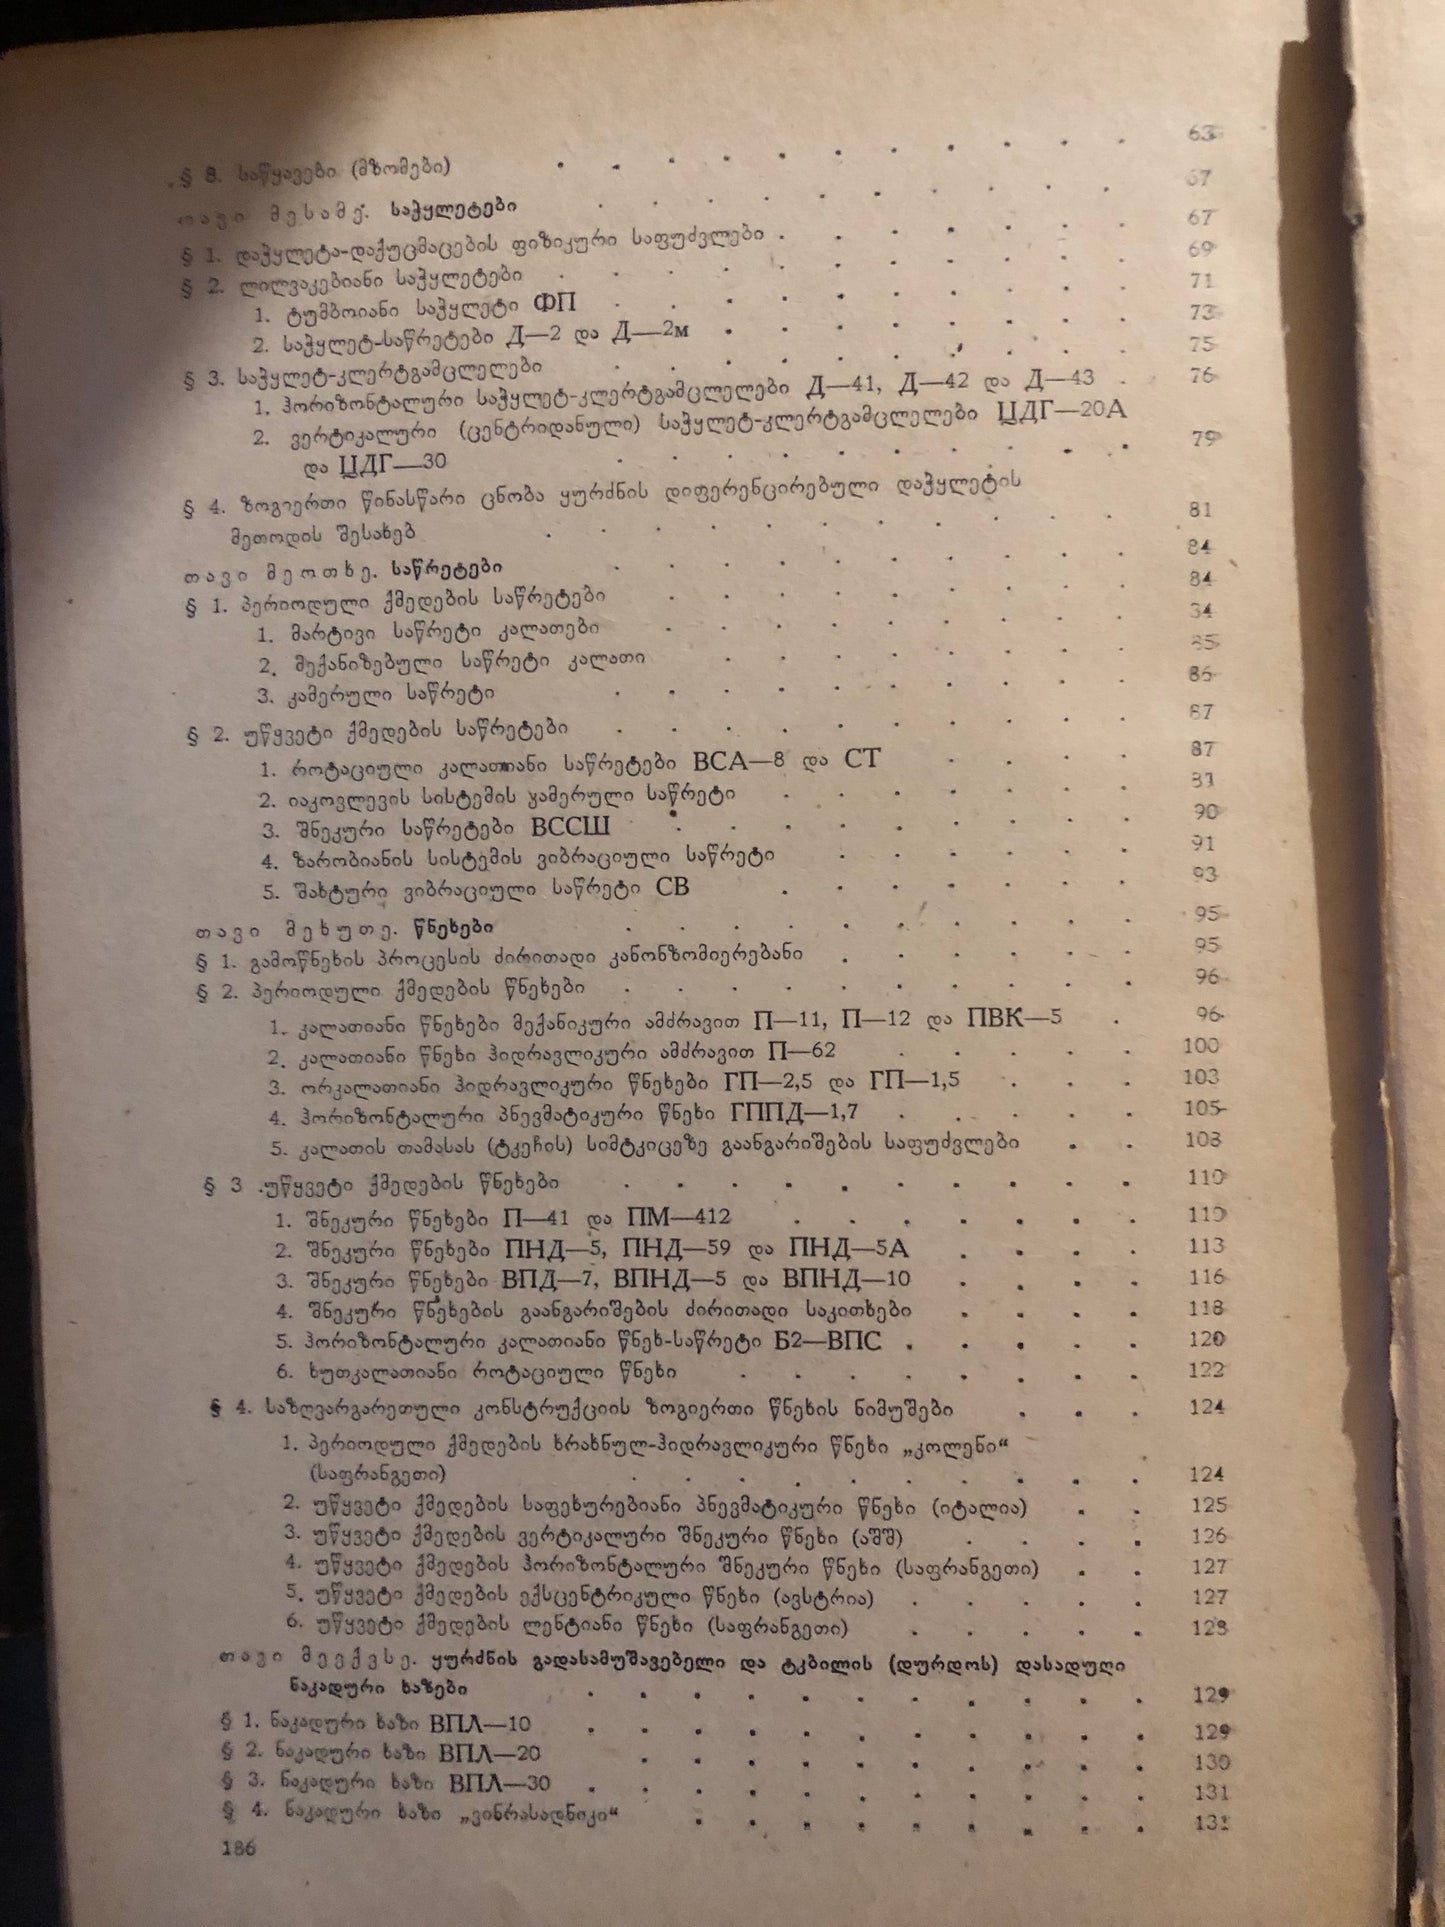 § 8. საწყავები (მზომები) . . . . . . . . . . . 63
თავი მესამე. საჭყლეტები . . . . . . . . . . 67
§ 1. დაჭყლეტა-დაქუცმაცების ფიზიკური საფუძვლები . . . . . . . 67
§ 2. ლილვაკებიანი საჭყლეტები . . . . . . . . . . . 69
1. ტუმბოიანი საჭყლეტი ФП . . . . . . . . . . 71
2. საჭყლეტ-საწრეტები Д—2 და Д—2м . . . . . . . . 73
§ 3. საჭყლეტ-კლერტგამცლელები . . . . . . . . . . 75
1. ჰორიზონტალური საჭყლეტ-კლერტგამცლელები Д—41, Д—42 და Д—43 . 76
2. ვერტიკალური (ცენტრიდანული) საჭყლეტ-კლერტგამცლელები ЦДГ—20А
და ЦДГ—30 . . . . . . . . . . 79
§ 4. ზოგიერთი წინასწარი ცნობა ყურძნის დიფერენცირებული დაჭყლეტის
მეთოდის შესახებ . . . . . . . . . . . 81
თავი მეოთხე. საწრეტები . . . . . . . . . . 84
§ 1. პერიოდული ქმედების საწრეტები . . . . . . . . . 84
1. მარტივი საწრეტი კალათები . . . . . . . . . 84
2. მექანიზებული საწრეტი კალათი . . . . . . . . 85
3. კამერული საწრეტი . . . . . . . . . . 86
§ 2. უწყვეტი ქმედების საწრეტები . . . . . . . . . . 87
1. როტაციული კალათიანი საწრეტები ВСА—8 და СТ . . . . 87
2. იაკოვლევის სისტემის კამერული საწრეტი . . . . . . .
3. შნეკური საწრეტები ВССШ . . . . . . . . . 90
4. ზარობიანის სისტემის ვიბრაციული საწრეტი . . . . . . 91
5. შახტური ვიბრაციული საწრეტი СВ . . . . . . . 93
თავი მეხუთე. წნეხები . . . . . . . . . . 95
§ 1. გამოწნეხის პროცესის ძირითადი კანონზომიერებანი . . . . . . 95
§ 2. პერიოდული ქმედების წნეხები . . . . . . . . . . 96
1. კალათიანი წნეხები მექანიკური ამძრავით П—11, П—12 და ПВК—5 . 96
2. კალათიანი წნეხი ჰიდრავლიკური ამძრავით П—62 . . . . . 100
3. ორკალათიანი ჰიდრავლიკური წნეხები ГП—2,5 და ГП—1,5 . . . 103
4. ჰორიზონტალური პნევმატიკური წნეხი ГППД—1,7 . . . . . 105
5. კალათის თამასას (ტკეჩის) სიმტკიცეზე გაანგარიშების საფუძვლები . . 108
§ 3 .უწყვეტი ქმედების წნეხები . . . . . . . . . . 110
1. შნეკური წნეხები П—41 და ПМ—412 . . . . . . . 110
2. შნეკური წნეხები ПНД—5, ПНД—59 და ПНД—5А . . . . 113
3. შნეკური წნეხები ВПД—7, ВПНД—5 და ВПНД—10 . . . . 116
4. შნეკური წნეხების გაანგარიშების ძირითადი საკითხები . . . . 118
5. ჰორიზონტალური კალათიანი წნეხ-საწრეტი Б2—ВПС . . . . . 120
6. ხუთკალათიანი როტაციული წნეხი . . . . . . . . 122
§ 4. საზღვარგარეთული კონსტრუქციის ზოგიერთი წნეხის ნიმუშები . . . 124
1. პერიოდული ქმედების ხრახნულ-ჰიდრავლიკური წნეხი „კოლენი“
(საფრანგეთი) . . . . . . . . . . 124
2. უწყვეტი ქმედების საფეხურებიანი პნევმატიკური წნეხი (იტალია) . . 125
3. უწყვეტი ქმედების ვერტიკალური შნეკური წნეხი (აშშ) . . . . 126
4. უწყვეტი ქმედების ჰორიზონტალური შნეკური წნეხი (საფრანგეთი) . . 127
5. უწყვეტი ქმედების ექსცენტრიკული წნეხი (ავსტრია) . . . . . 127
6. უწყვეტი ქმედების ლენტიანი წნეხი (საფრანგეთი) . . . . . 128
თავი მეექვსე. ყურძნის გადასამუშავებელი და ტკბილის (დურდოს) დასადუღი
ნაკადური ხაზები . . . . . . . . . . . 129
§ 1. ნაკადური ხაზი ВПЛ—10 . . . . . . . . . . . 129
§ 2. ნაკადური ხაზი ВПЛ—20 . . . . . . . . . . 130
§ 3. ნაკადური ხაზი ВПЛ—30 . . . . . . . . . . . 131
§ 4. ნაკადური ხაზი „ვინრასადნიკი“ . . . . . . . . . 131
186